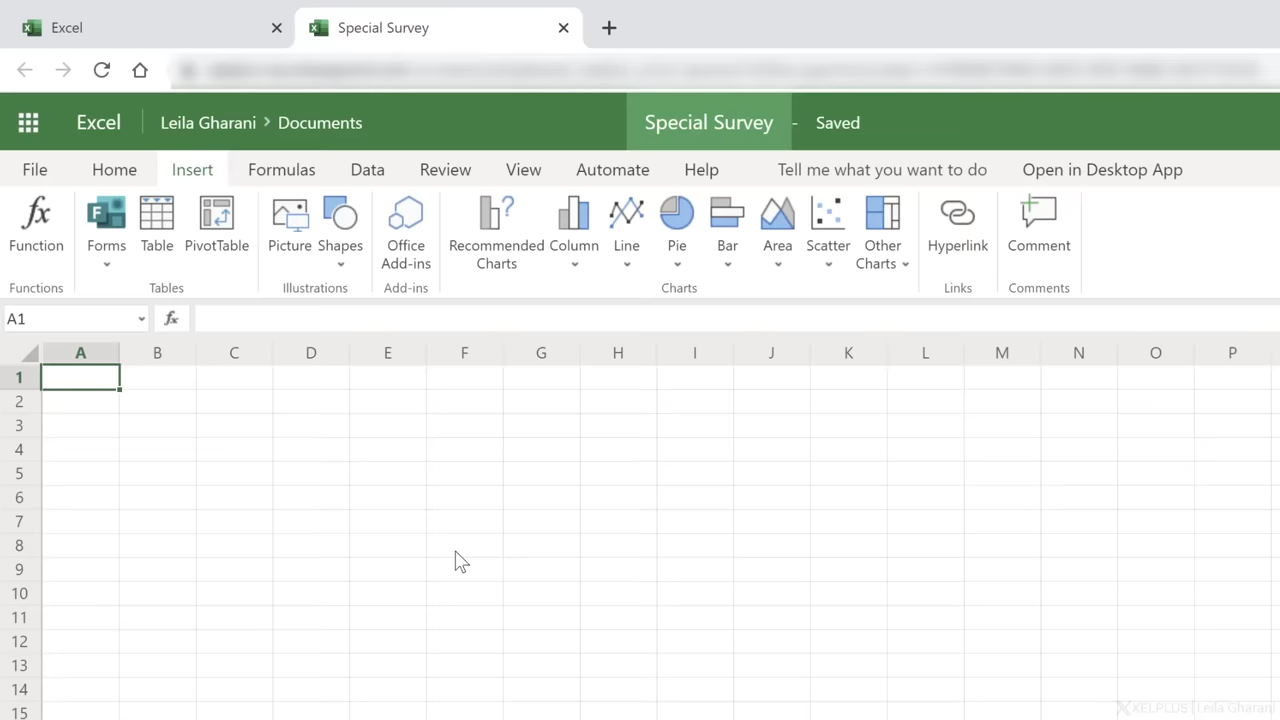 Excel
Special Survey
Excel
Leila Gharani > Documents
Special Survey - Saved
File Home Insert Formulas Data Review View Automate Help Tell me what you want to do Open in Desktop App
fx
Function
Forms
Table
PivotTable
Picture
Shapes
Office
Add-ins
Recommended
Charts
Column
Line
Pie
Bar
Area
Scatter
Other
Charts
Hyperlink
Comment
Functions
Tables
Illustrations
Add-ins
Charts
Links
Comments
A1
fx
A B C D E F G H I J K L M N O P
1
2
3
4
5
6
7
8
9
10
11
12
13
14
15
XELPLUS | Leila Gharani